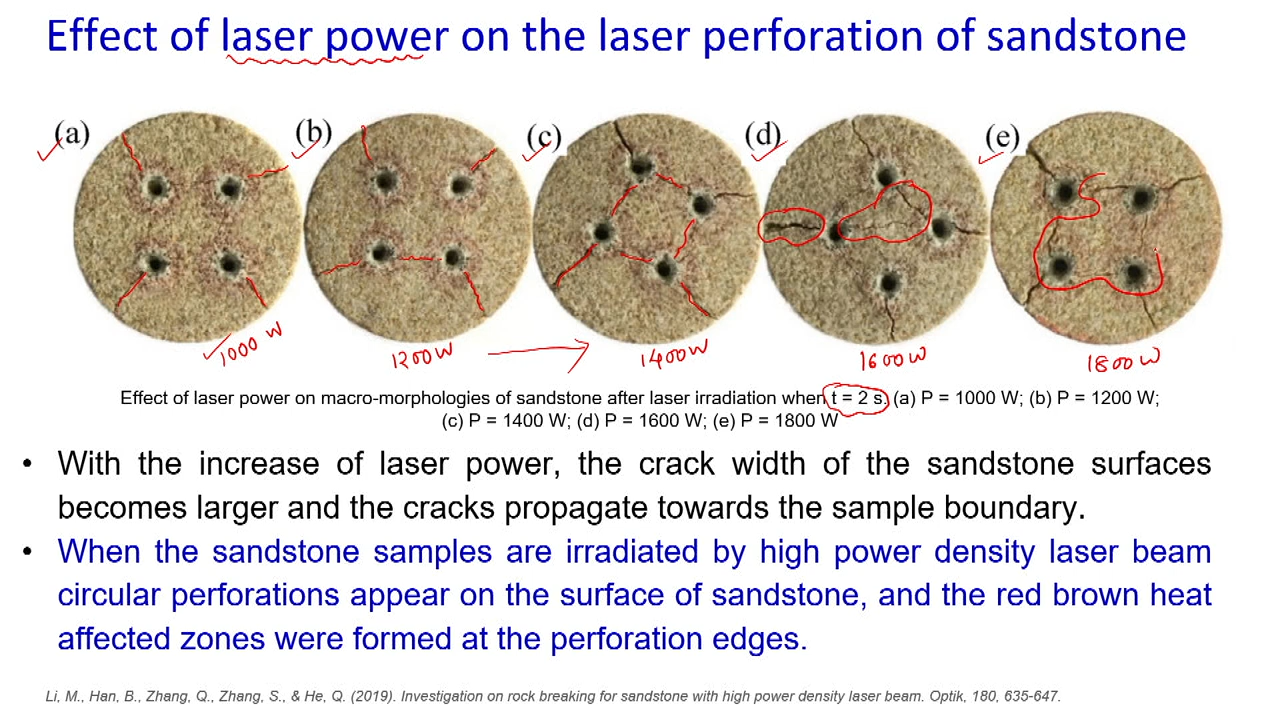 Effect of laser power on the laser perforation of sandstone
(a)
(b)
(c)
(d)
(e)
1000 W
1200W
1400W
1600W
1800W
Effect of laser power on macro-morphologies of sandstone after laser irradiation when t = 2 s. (a) P = 1000 W; (b) P = 1200 W;
(c) P = 1400 W; (d) P = 1600 W; (e) P = 1800 W
• With the increase of laser power, the crack width of the sandstone surfaces
becomes larger and the cracks propagate towards the sample boundary.
• When the sandstone samples are irradiated by high power density laser beam
circular perforations appear on the surface of sandstone, and the red brown heat
affected zones were formed at the perforation edges.
Li, M., Han, B., Zhang, Q., Zhang, S., & He, Q. (2019). Investigation on rock breaking for sandstone with high power density laser beam. Optik, 180, 635-647.